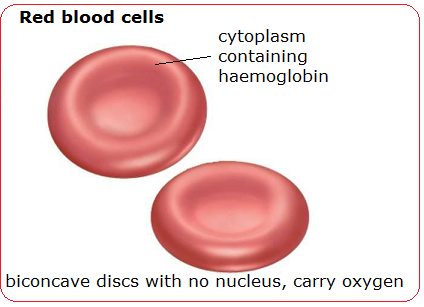 Red blood cells
cytoplasm
containing
haemoglobin
biconcave discs with no nucleus, carry oxygen